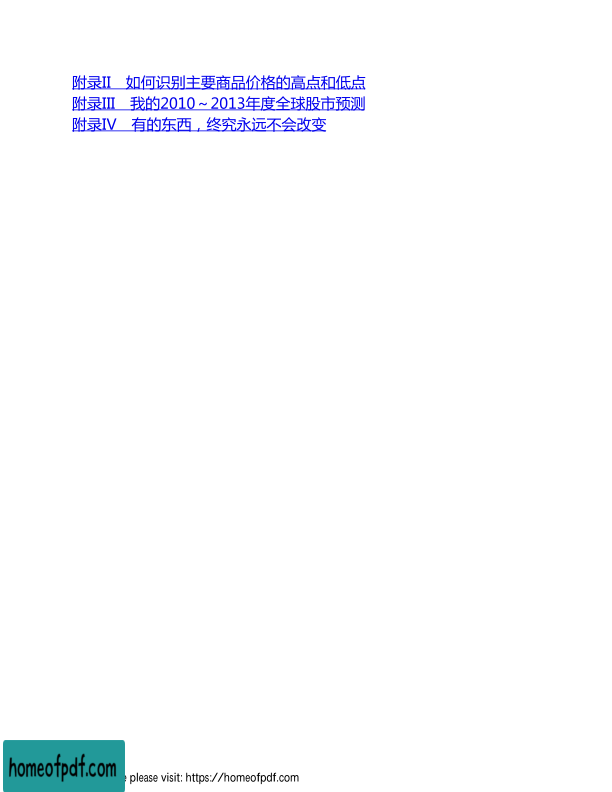 附录II　如何识别主要商品价格的高点和低点
附录III　我的2010～2013年度全球股市预测
附录IV　有的东西，终究永远不会改变
homeofpdf.com
e please visit: https://homeofpdf.com